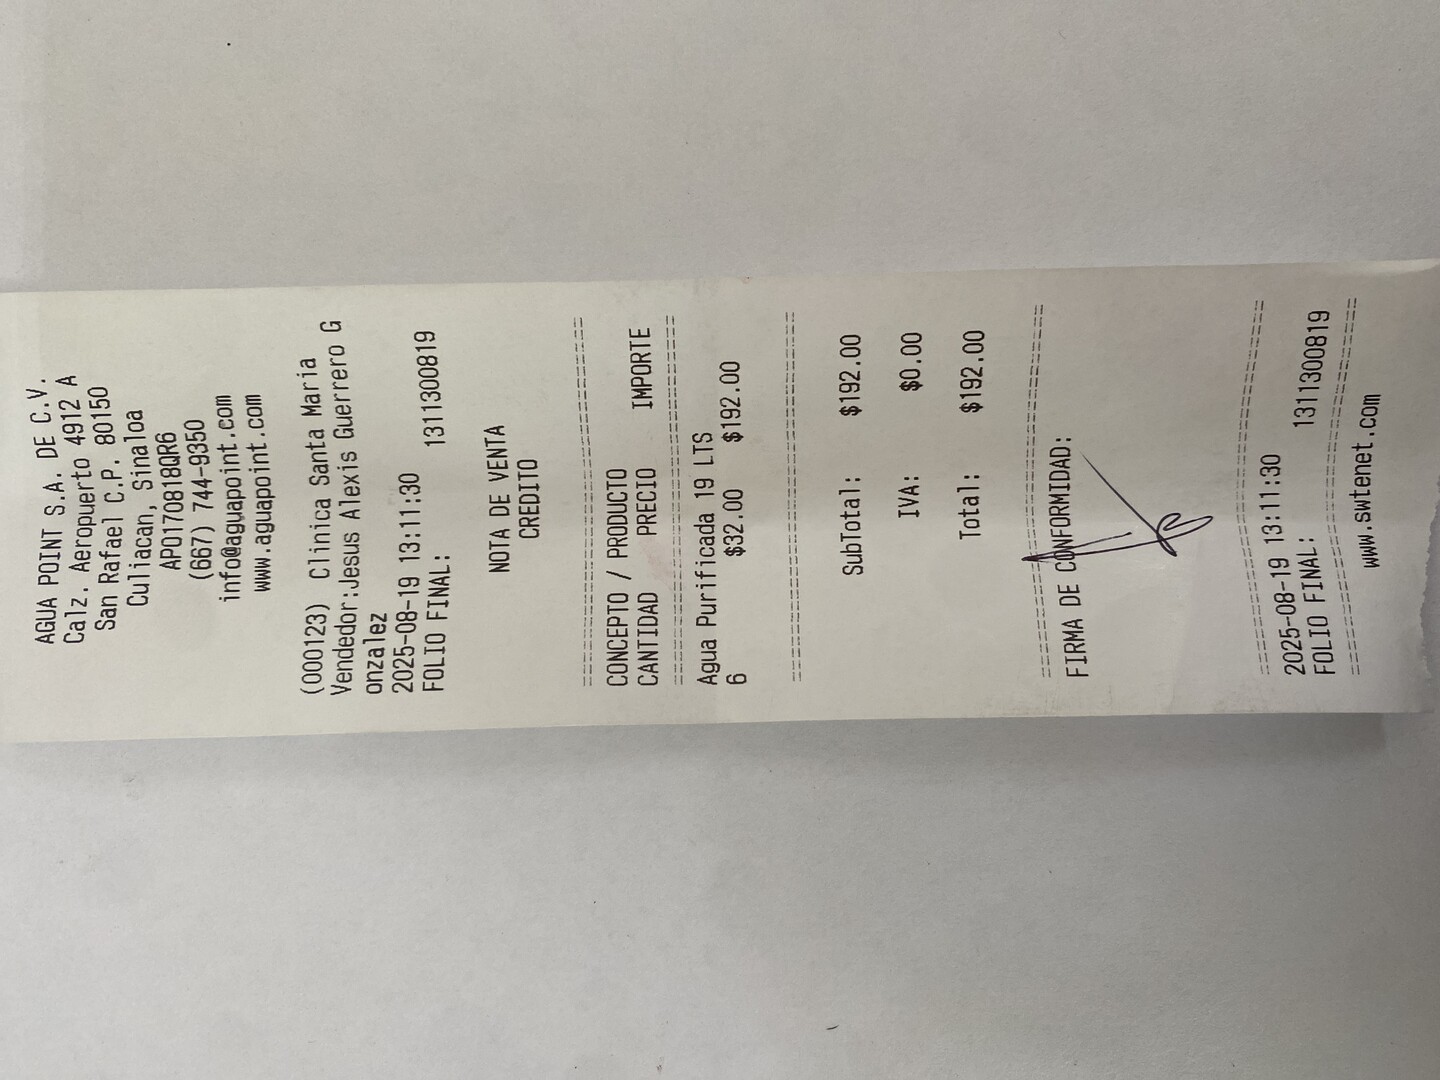 AGUA POINT S.A. DE C.V.
Calz. Aeropuerto 4912 A
San Rafael C.P. 80150
Culiacan, Sinaloa
APO170818QR6
(667) 744-9350
info@aguapoint.com
www.aguapoint.com
(000123) Clinica Santa Maria
Vendedor:Jesus Alexis Guerrero G
onzalez
2025-08-19 13:11:30
FOLIO FINAL: 1311300819
NOTA DE VENTA
CREDITO
================================
CONCEPTO / PRODUCTO
CANTIDAD PRECIO IMPORTE
================================
Agua Purificada 19 LTS
6 $32.00 $192.00
================================
SubTotal: $192.00
IVA: $0.00
Total: $192.00
================================
FIRMA DE CONFORMIDAD:
================================
2025-08-19 13:11:30
FOLIO FINAL: 1311300819
================================
www.swtenet.com